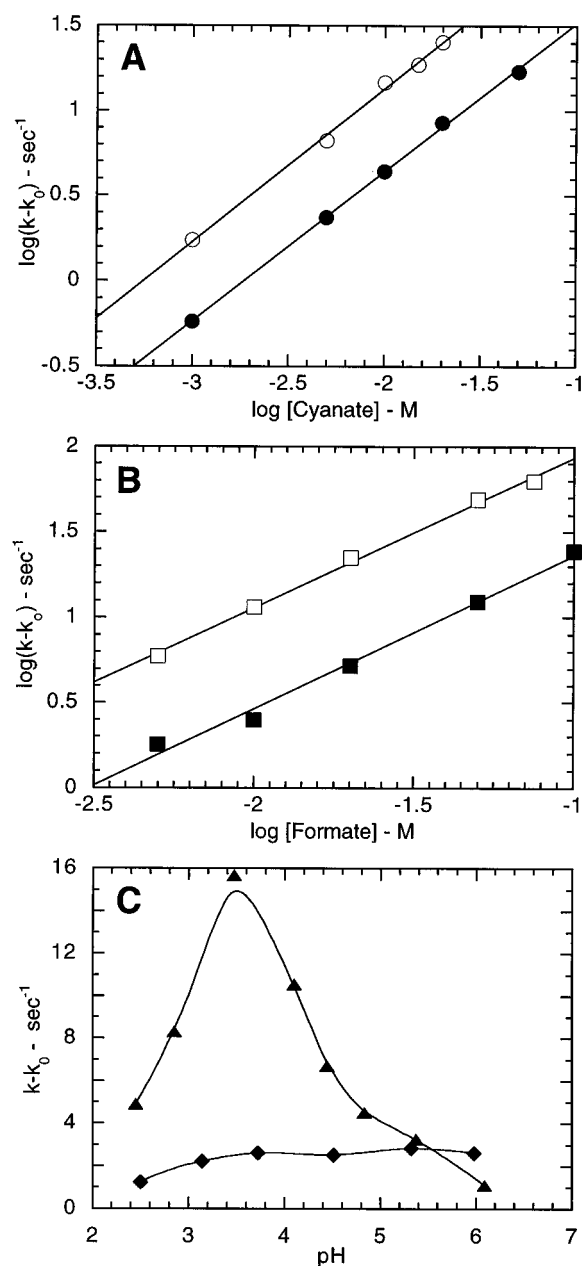 A
1.5
1
0.5
0
-0.5
log(k-k0) - sec-1
-3.5 -3 -2.5 -2 -1.5 -1
log [Cyanate] - M
B
2
1.5
1
0.5
0
log(k-ko) - sec-1
-2.5 -2 -1.5 -1
log [Formate] - M
C
16
12
8
4
0
k-k0 - sec-1
2 3 4 5 6 7
pH